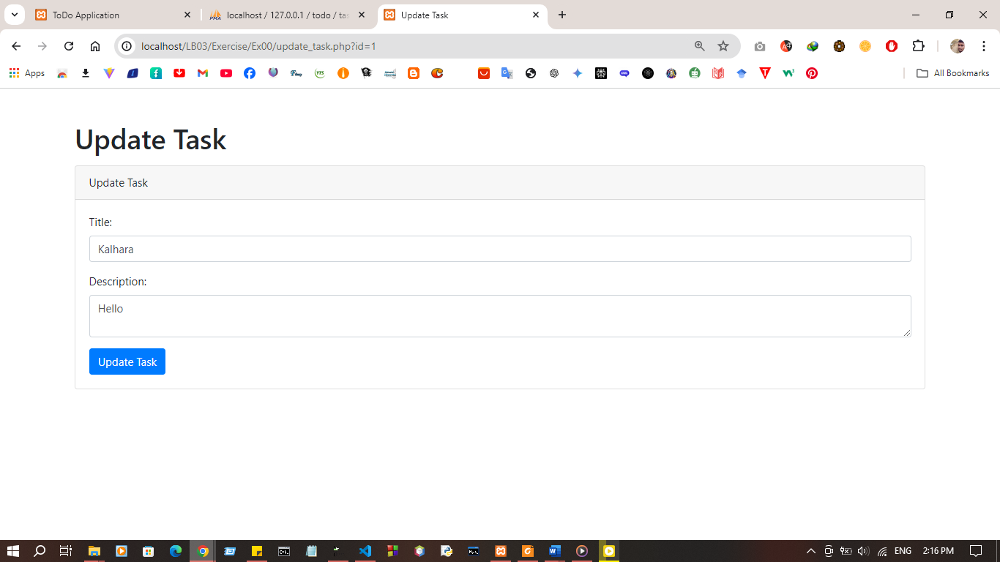 ToDo Application
localhost / 127.0.0.1 / todo / tas
Update Task
localhost/LB03/Exercise/Ex00/update_task.php?id=1
Apps
All Bookmarks
Update Task
Update Task
Title:
Kalhara
Description:
Hello
Update Task
ENG
2:16 PM